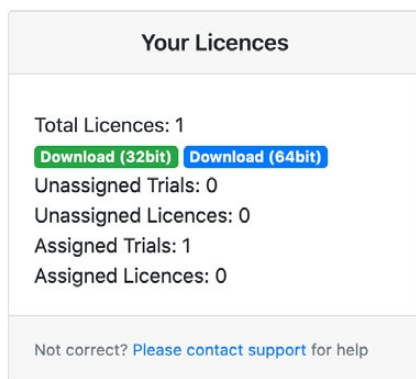 Your Licences
Total Licences: 1
Download (32bit) Download (64bit)
Unassigned Trials: 0
Unassigned Licences: 0
Assigned Trials: 1
Assigned Licences: 0
Not correct? Please contact support for help